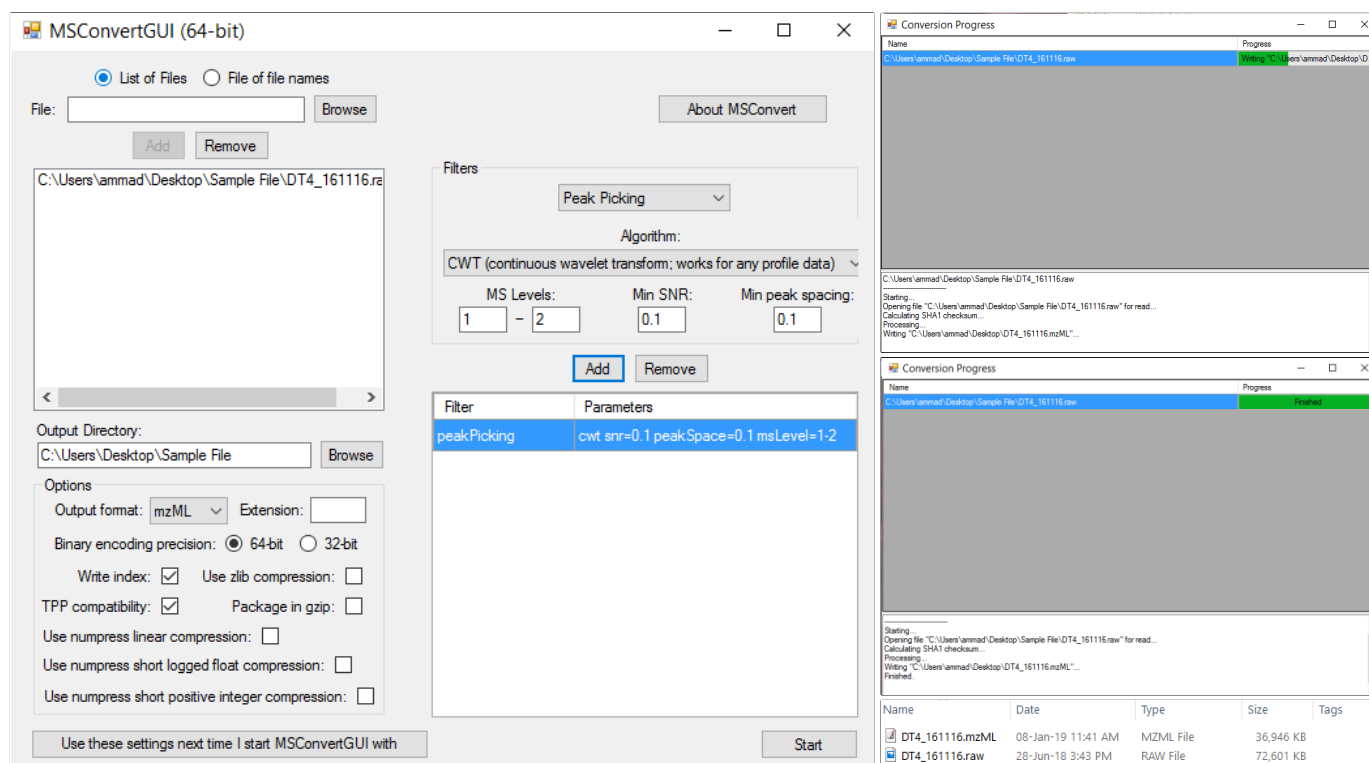 MSConvertGUI (64-bit)
List of Files File of file names
File: Browse
About MSConvert
Add Remove
C:\Users\ammad\Desktop\Sample File\DT4_161116.ra
Filters
Peak Picking
Algorithm:
CWT (continuous wavelet transform; works for any profile data)
MS Levels: Min SNR: Min peak spacing:
1 - 2 0.1 0.1
Add Remove
Filter Parameters
peakPicking cwt snr=0.1 peakSpace=0.1 msLevel=1-2
Output Directory:
C:\Users\Desktop\Sample File Browse
Options
Output format: mzML Extension:
Binary encoding precision: 64-bit 32-bit
Write index: Use zlib compression:
TPP compatibility: Package in gzip:
Use numpress linear compression:
Use numpress short logged float compression:
Use numpress short positive integer compression:
Use these settings next time I start MSConvertGUI with
Start
Conversion Progress
Name Progress
C:\Users\ammad\Desktop\Sample File\DT4_161116.raw Writing "C:\Users\ammad\Desktop\D
C:\Users\ammad\Desktop\Sample File\DT4_161116.raw
Starting...
Opening file "C:\Users\ammad\Desktop\Sample File\DT4_161116.raw" for read...
Calculating SHA1 checksum...
Processing...
Writing "C:\Users\ammad\Desktop\DT4_161116.mzML"...
Conversion Progress
Name Progress
C:\Users\ammad\Desktop\Sample File\DT4_161116.raw Finished
Starting...
Opening file "C:\Users\ammad\Desktop\Sample File\DT4_161116.raw" for read...
Calculating SHA1 checksum...
Processing...
Writing "C:\Users\ammad\Desktop\DT4_161116.mzML"...
Finished.
Name Date Type Size Tags
DT4_161116.mzML 08-Jan-19 11:41 AM MZML File 36,946 KB
DT4_161116.raw 28-Jun-18 3:43 PM RAW File 72,601 KB